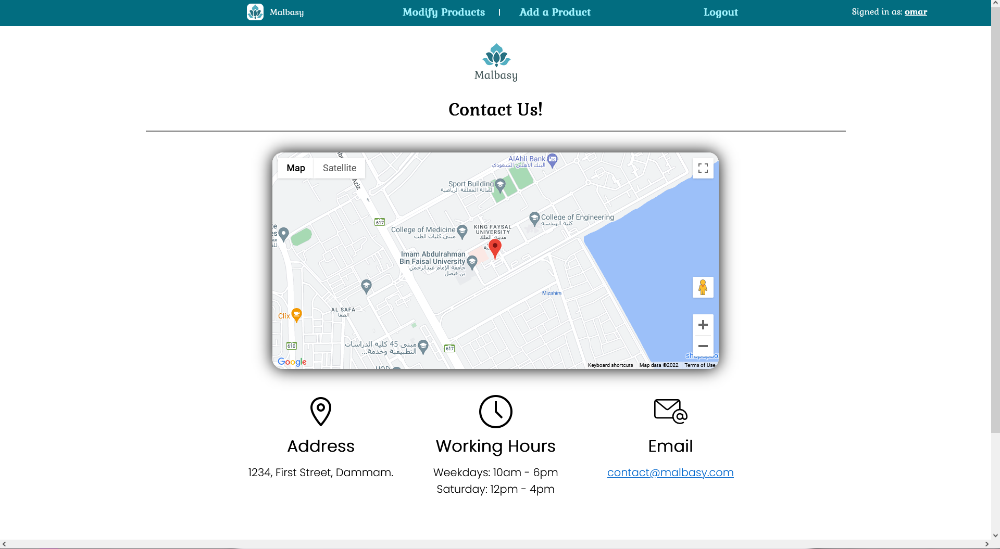 Malbasy
Modify Products | Add a Product
Logout
Signed in as: omar
Malbasy
Contact Us!
Map
Satellite
Aziz
AlAhli Bank
البنك الأهلي السعودي
Sport Building
الصالة المغلقة الرياضية
617
College of Engineering
كلية الهندسة
College of Medicine
مبنى كليات الطب
KING FAYSAL
UNIVERSITY
مدينة الملك
Imam Abdulrahman
Bin Faisal University
جامعة الإمام عبدالرحمن
بن فيصل
Mizahim
AL SAFA
الصفا
Clix
610
مبنى 45 كلية الدراسات
التطبيقية وخدمة...
617
Google
Keyboard shortcuts
Map data ©2022
Terms of Use
Address
1234, First Street, Dammam.
Working Hours
Weekdays: 10am - 6pm
Saturday: 12pm - 4pm
Email
contact@malbasy.com